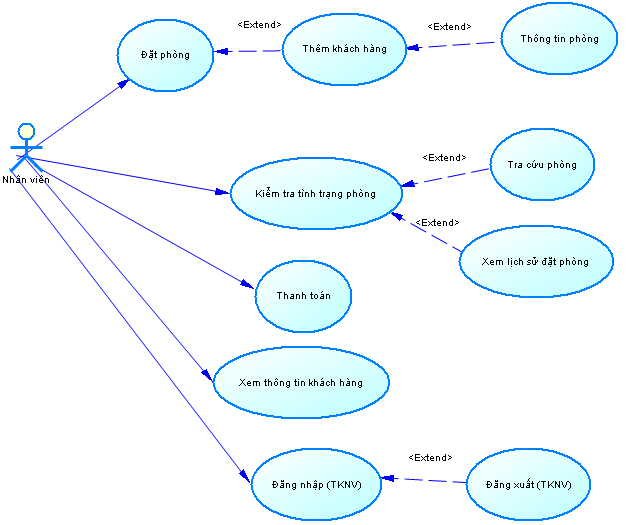 <Extend>
<Extend>
Đặt phòng
Thêm khách hàng
Thông tin phòng
Nhân viên
<Extend>
Tra cứu phòng
Kiểm tra tình trạng phòng
<Extend>
Xem lịch sử đặt phòng
Thanh toán
Xem thông tin khách hàng
<Extend>
Đăng nhập (TKNV)
Đăng xuất (TKNV)